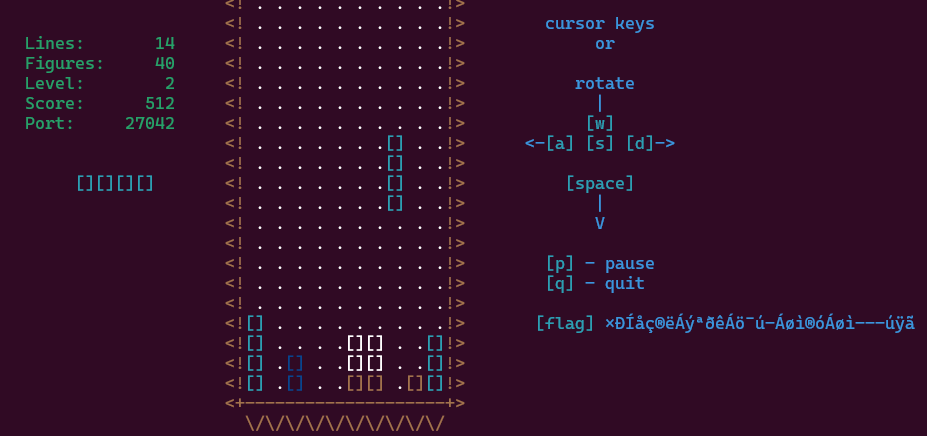 <! . . . . . . . . . .!>
<! . . . . . . . . . .!> cursor keys
Lines: 14 <! . . . . . . . . . .!> or
Figures: 40 <! . . . . . . . . . .!>
Level: 2 <! . . . . . . . . . .!> rotate
Score: 512 <! . . . . . . . . . .!> |
Port: 27042 <! . . . . . . . . . .!> [w]
<! . . . . . . .[] . .!> <-[a] [s] [d]->
<! . . . . . . .[] . .!>
[][][][] <! . . . . . . .[] . .!> [space]
<! . . . . . . .[] . .!> |
<! . . . . . . . . . .!> V
<! . . . . . . . . . .!>
<! . . . . . . . . . .!> [p] - pause
<! . . . . . . . . . .!> [q] - quit
<! . . . . . . . . . .!>
<![] . . . . . . . . .!> [flag] ×ÐÍåç®ëÁýªðêÁö¯ú-Áøì®óÁøì---úÿã
<![] . . . .[][] . .[]!>
<![] .[] . .[][] . .[]!>
<![] .[] . .[][] .[][]!>
<+--------------------+>
\/\/\/\/\/\/\/\/\/\/